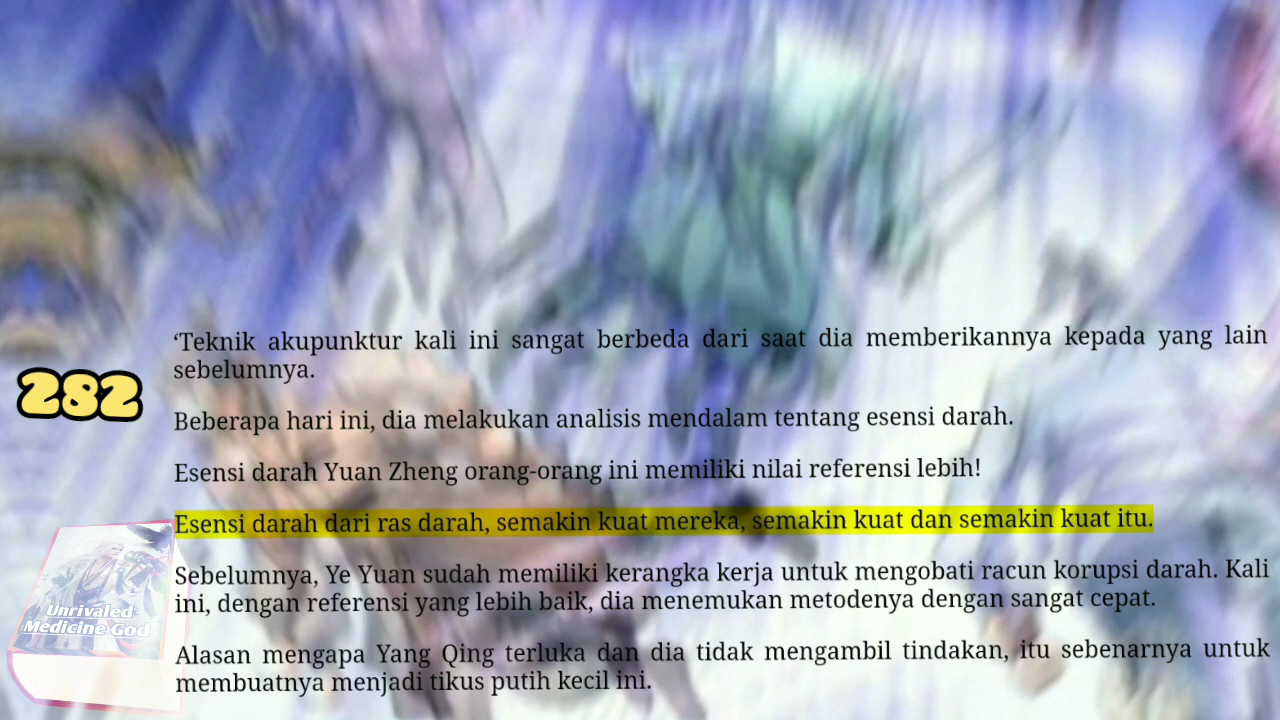 ‘Teknik akupunktur kali ini sangat berbeda dari saat dia memberikannya kepada yang lain
sebelumnya.
Beberapa hari ini, dia melakukan analisis mendalam tentang esensi darah.
282
Esensi darah Yuan Zheng orang-orang ini memiliki nilai referensi lebih!
Esensi darah dari ras darah, semakin kuat mereka, semakin kuat dan semakin kuat itu.
Sebelumnya, Ye Yuan sudah memiliki kerangka kerja untuk mengobati racun korupsi darah. Kali
ini, dengan referensi yang lebih baik, dia menemukan metodenya dengan sangat cepat.
Unrivaled
Medicine God
Alasan mengapa Yang Qing terluka dan dia tidak mengambil tindakan, itu sebenarnya untuk
membuatnya menjadi tikus putih kecil ini.